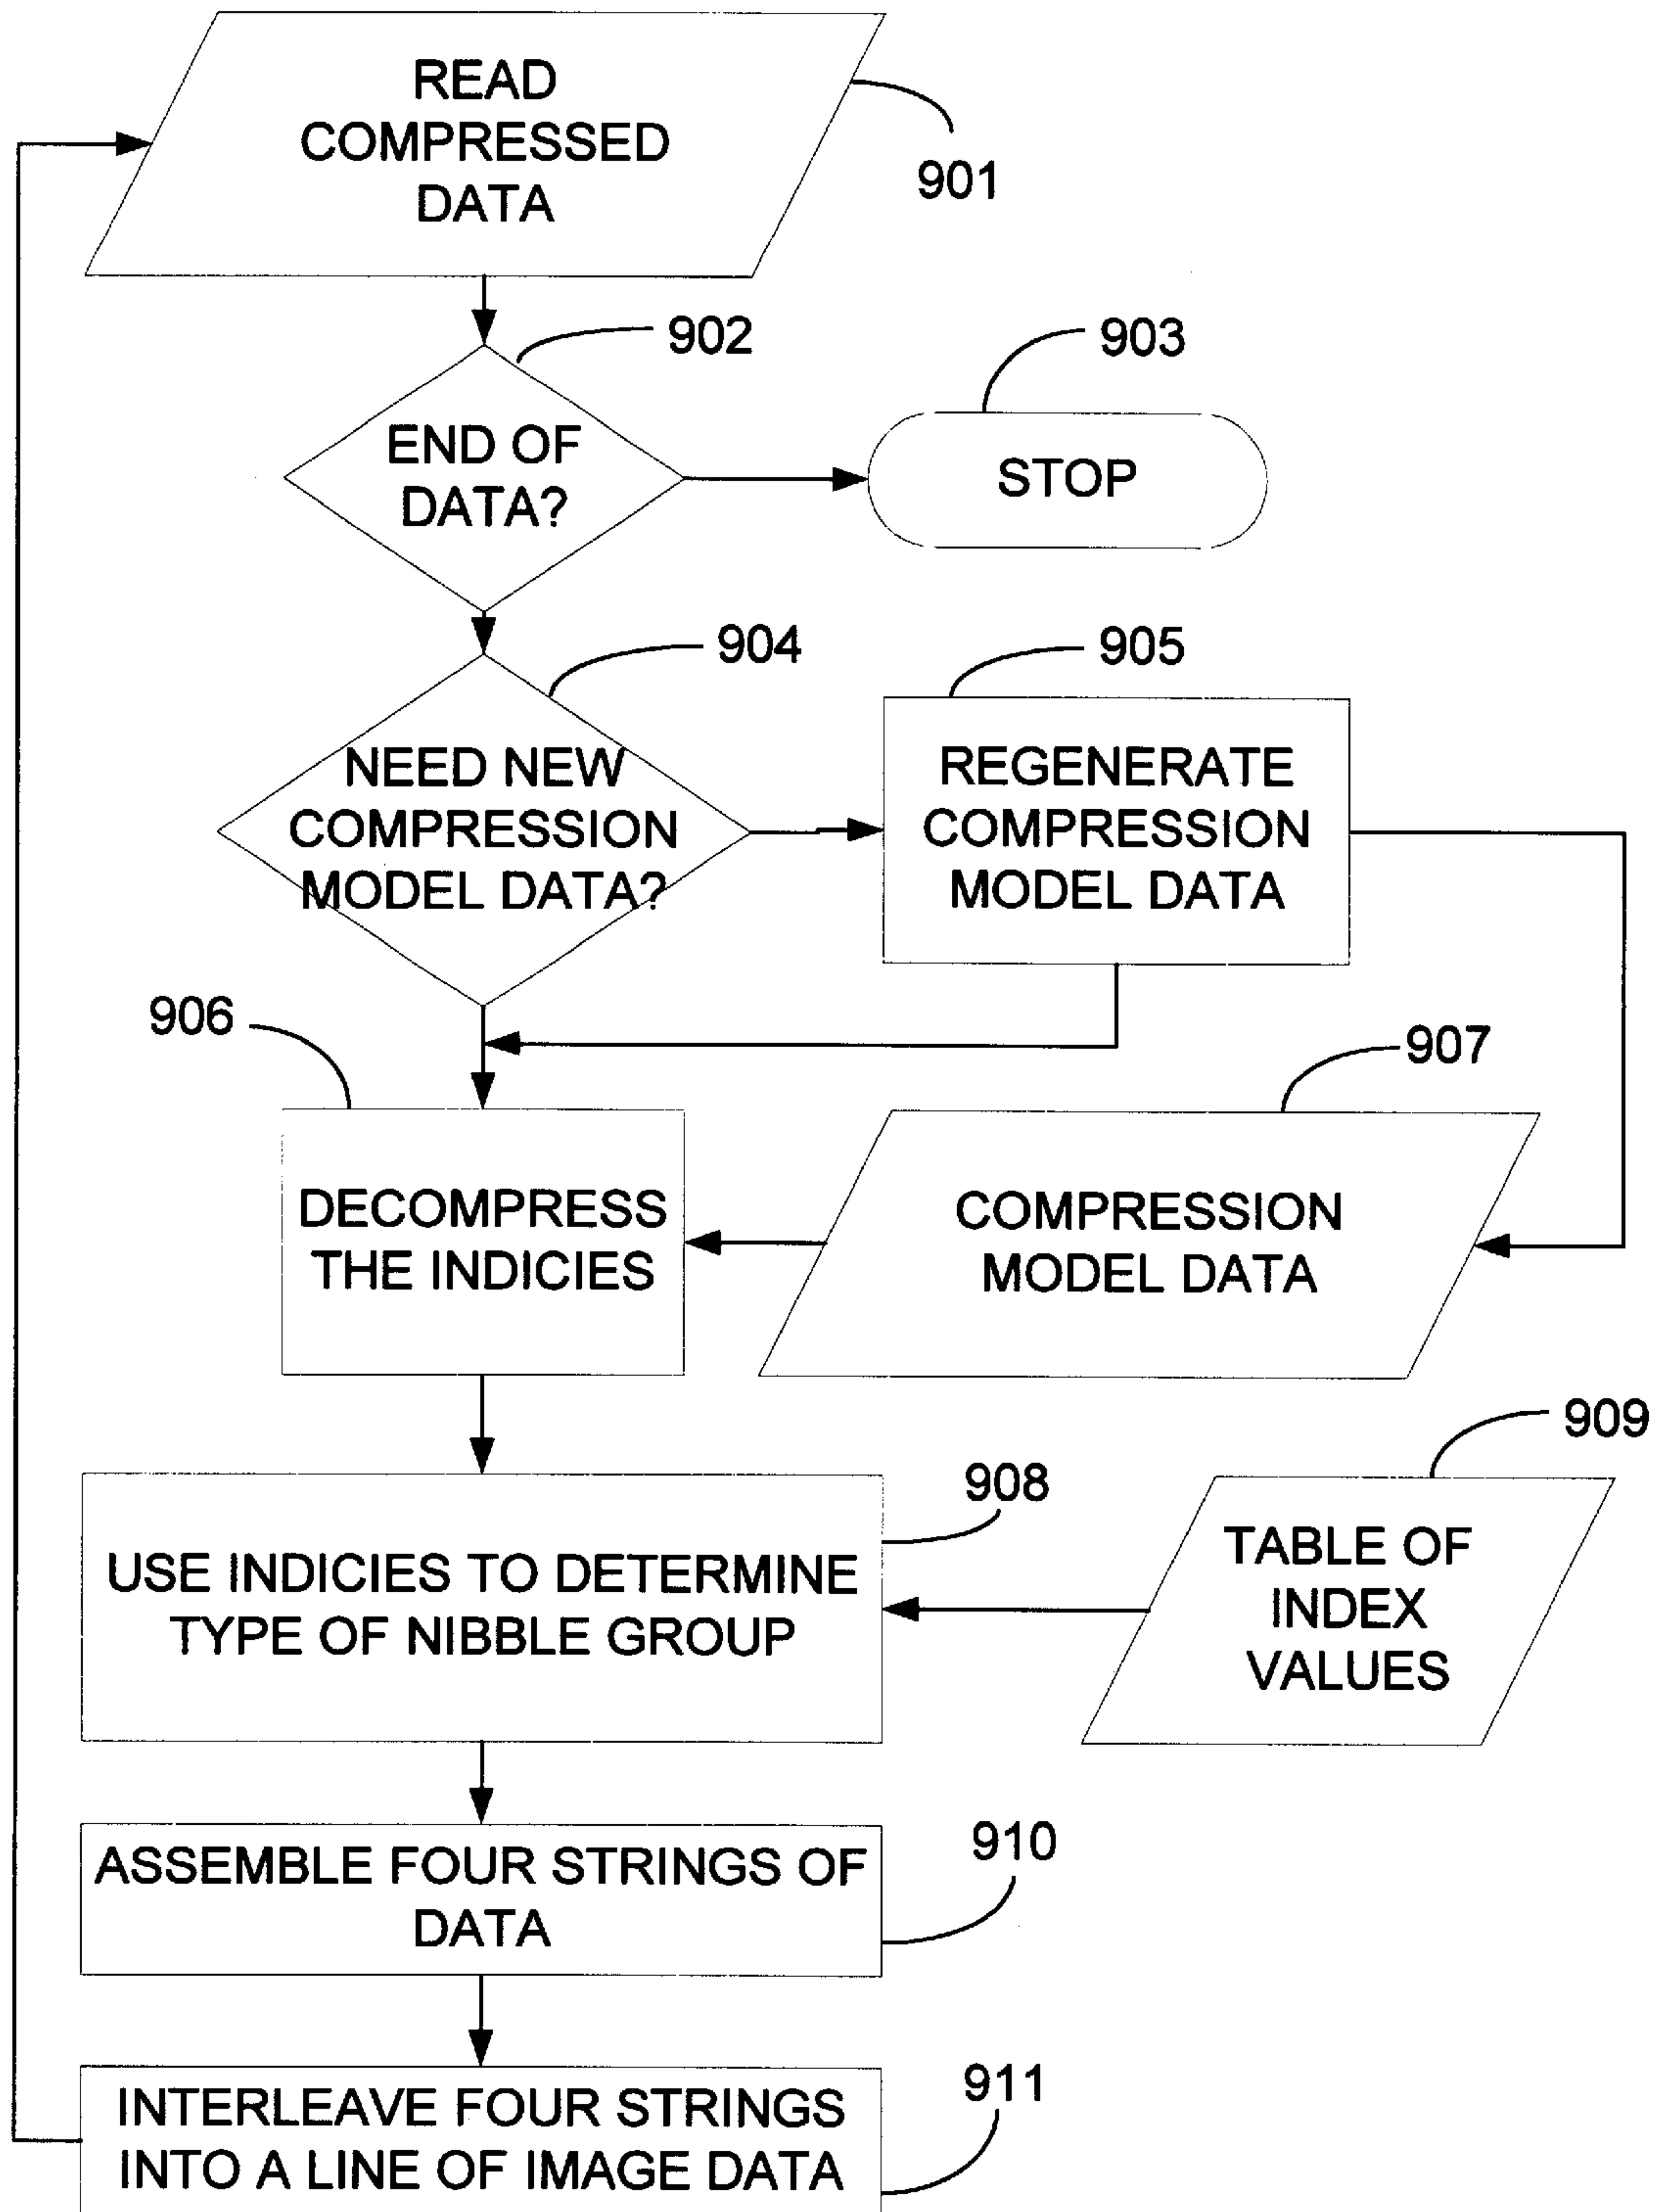 READ
COMPRESSED
DATA
901
902
END OF
DATA?
903
STOP
904
NEED NEW
COMPRESSION
MODEL DATA?
905
REGENERATE
COMPRESSION
MODEL DATA
906
DECOMPRESS
THE INDICIES
907
COMPRESSION
MODEL DATA
908
USE INDICIES TO DETERMINE
TYPE OF NIBBLE GROUP
909
TABLE OF
INDEX
VALUES
910
ASSEMBLE FOUR STRINGS OF
DATA
911
INTERLEAVE FOUR STRINGS
INTO A LINE OF IMAGE DATA